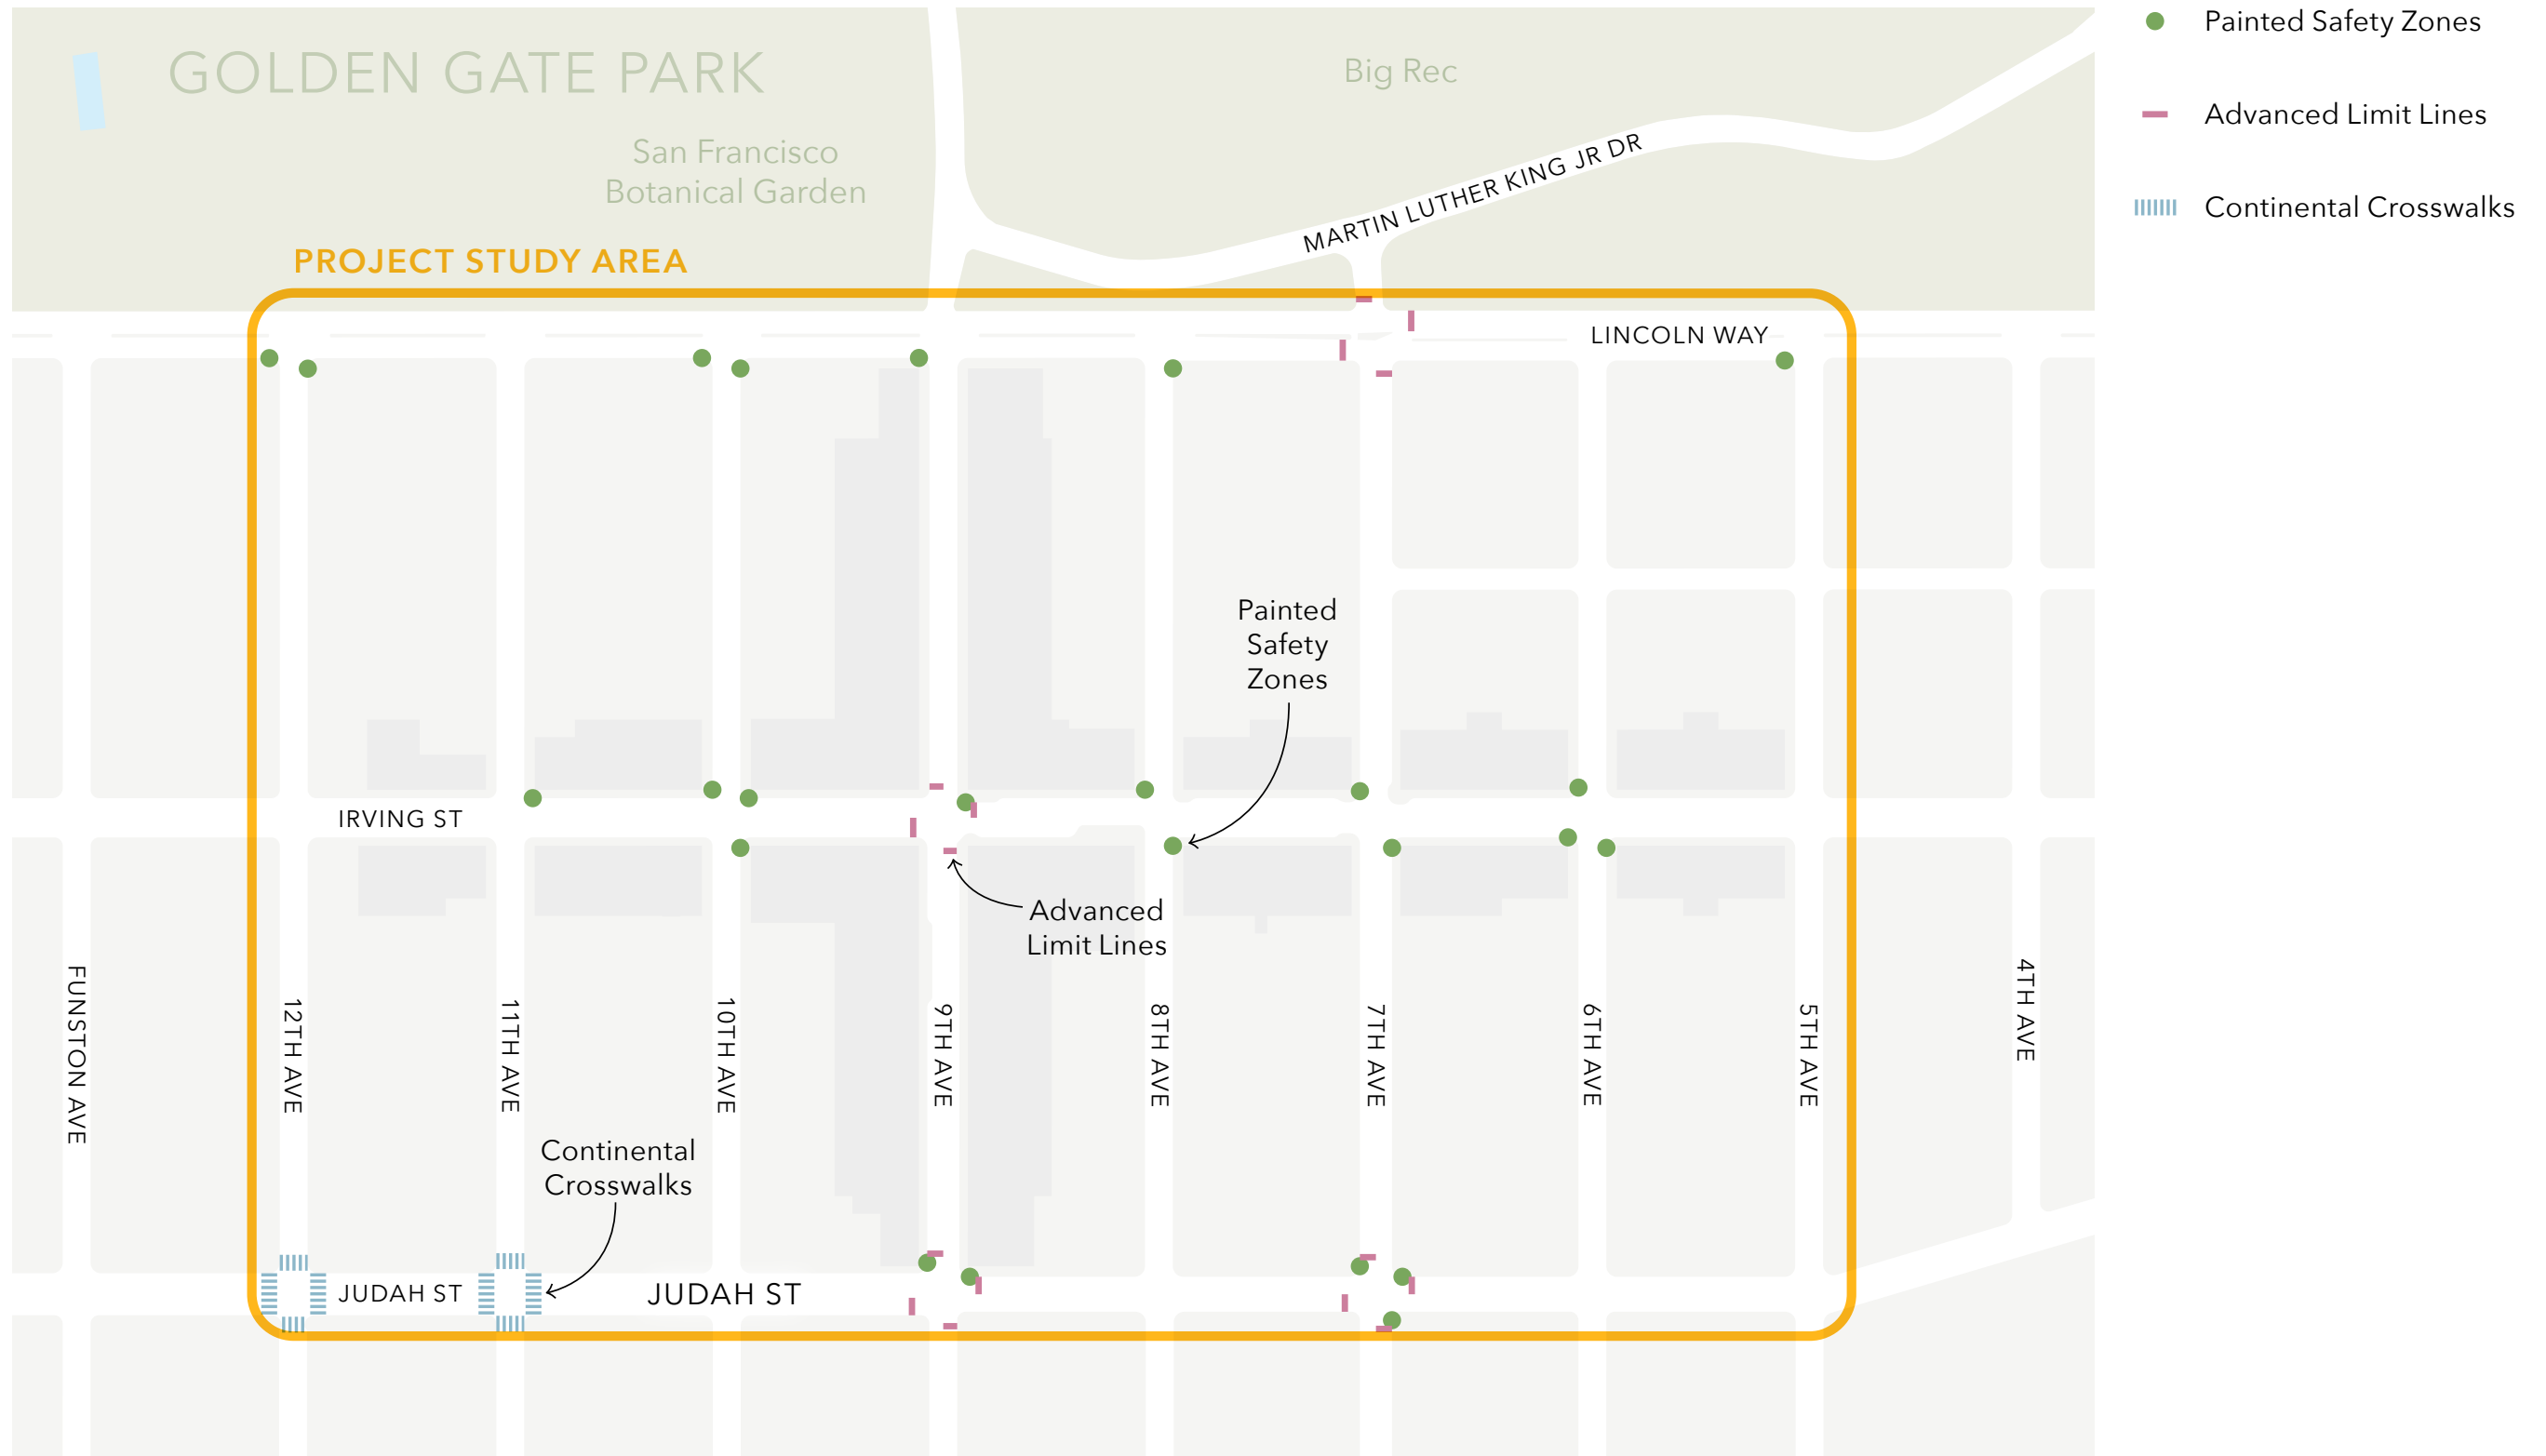 GOLDEN GATE PARK
San Francisco
Botanical Garden
Big Rec
MARTIN LUTHER KING JR DR
PROJECT STUDY AREA
LINCOLN WAY
Painted Safety Zones
Advanced Limit Lines
Continental Crosswalks
Painted
Safety
Zones
IRVING ST
Advanced
Limit Lines
FUNSTON AVE
12TH AVE
11TH AVE
10TH AVE
9TH AVE
8TH AVE
7TH AVE
6TH AVE
5TH AVE
4TH AVE
Continental
Crosswalks
JUDAH ST
JUDAH ST